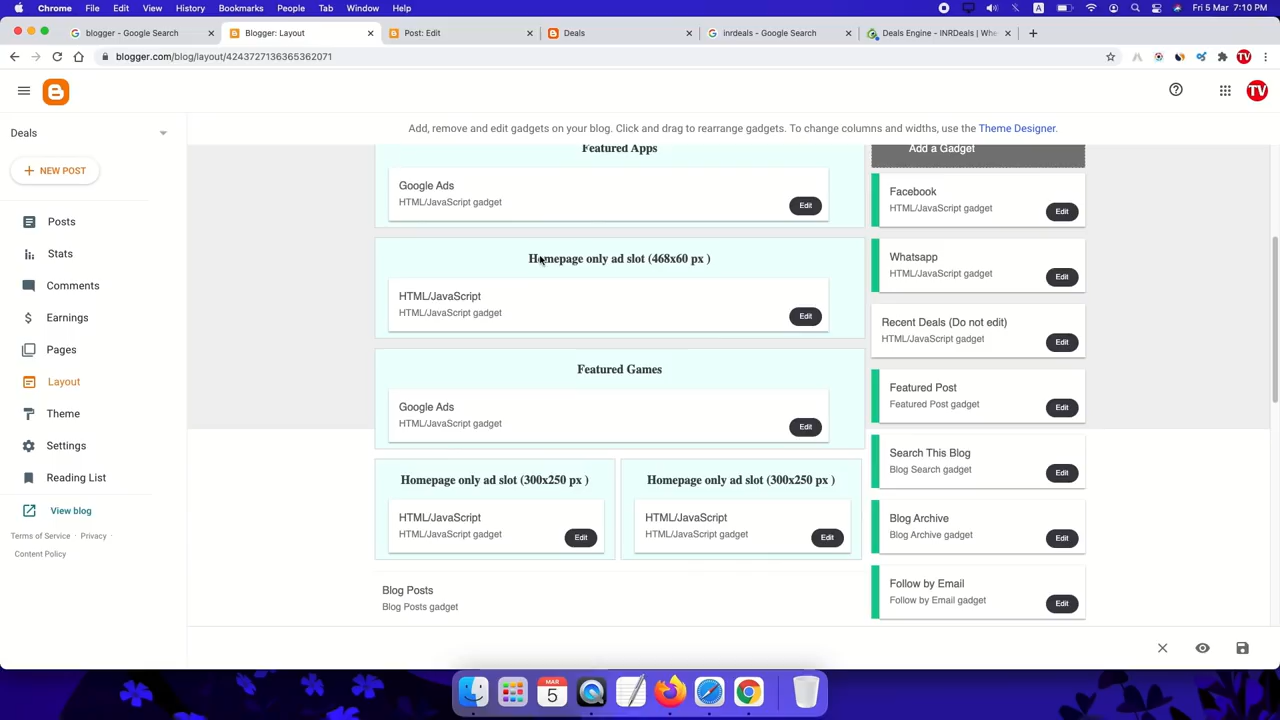 Chrome File Edit View History Bookmarks People Tab Window Help
A
Fri 5 Mar 7:10 PM
blogger - Google Search
Blogger: Layout
Post: Edit
Deals
inrdeals - Google Search
Deals Engine - INRDeals | Whe
blogger.com/blog/layout/4243727136365362071
TV
TV
Add, remove and edit gadgets on your blog. Click and drag to rearrange gadgets. To change columns and widths, use the Theme Designer.
Deals
NEW POST
Posts
Stats
Comments
Earnings
Pages
Layout
Theme
Settings
Reading List
View blog
Terms of Service · Privacy ·
Content Policy
Featured Apps
Google Ads
HTML/JavaScript gadget
Edit
Homepage only ad slot (468x60 px )
HTML/JavaScript
HTML/JavaScript gadget
Edit
Featured Games
Google Ads
HTML/JavaScript gadget
Edit
Homepage only ad slot (300x250 px )
HTML/JavaScript
HTML/JavaScript gadget
Edit
Homepage only ad slot (300x250 px )
HTML/JavaScript
HTML/JavaScript gadget
Edit
Blog Posts
Blog Posts gadget
Add a Gadget
Facebook
HTML/JavaScript gadget
Edit
Whatsapp
HTML/JavaScript gadget
Edit
Recent Deals (Do not edit)
HTML/JavaScript gadget
Edit
Featured Post
Featured Post gadget
Edit
Search This Blog
Blog Search gadget
Edit
Blog Archive
Blog Archive gadget
Edit
Follow by Email
Follow by Email gadget
Edit
MAR
5